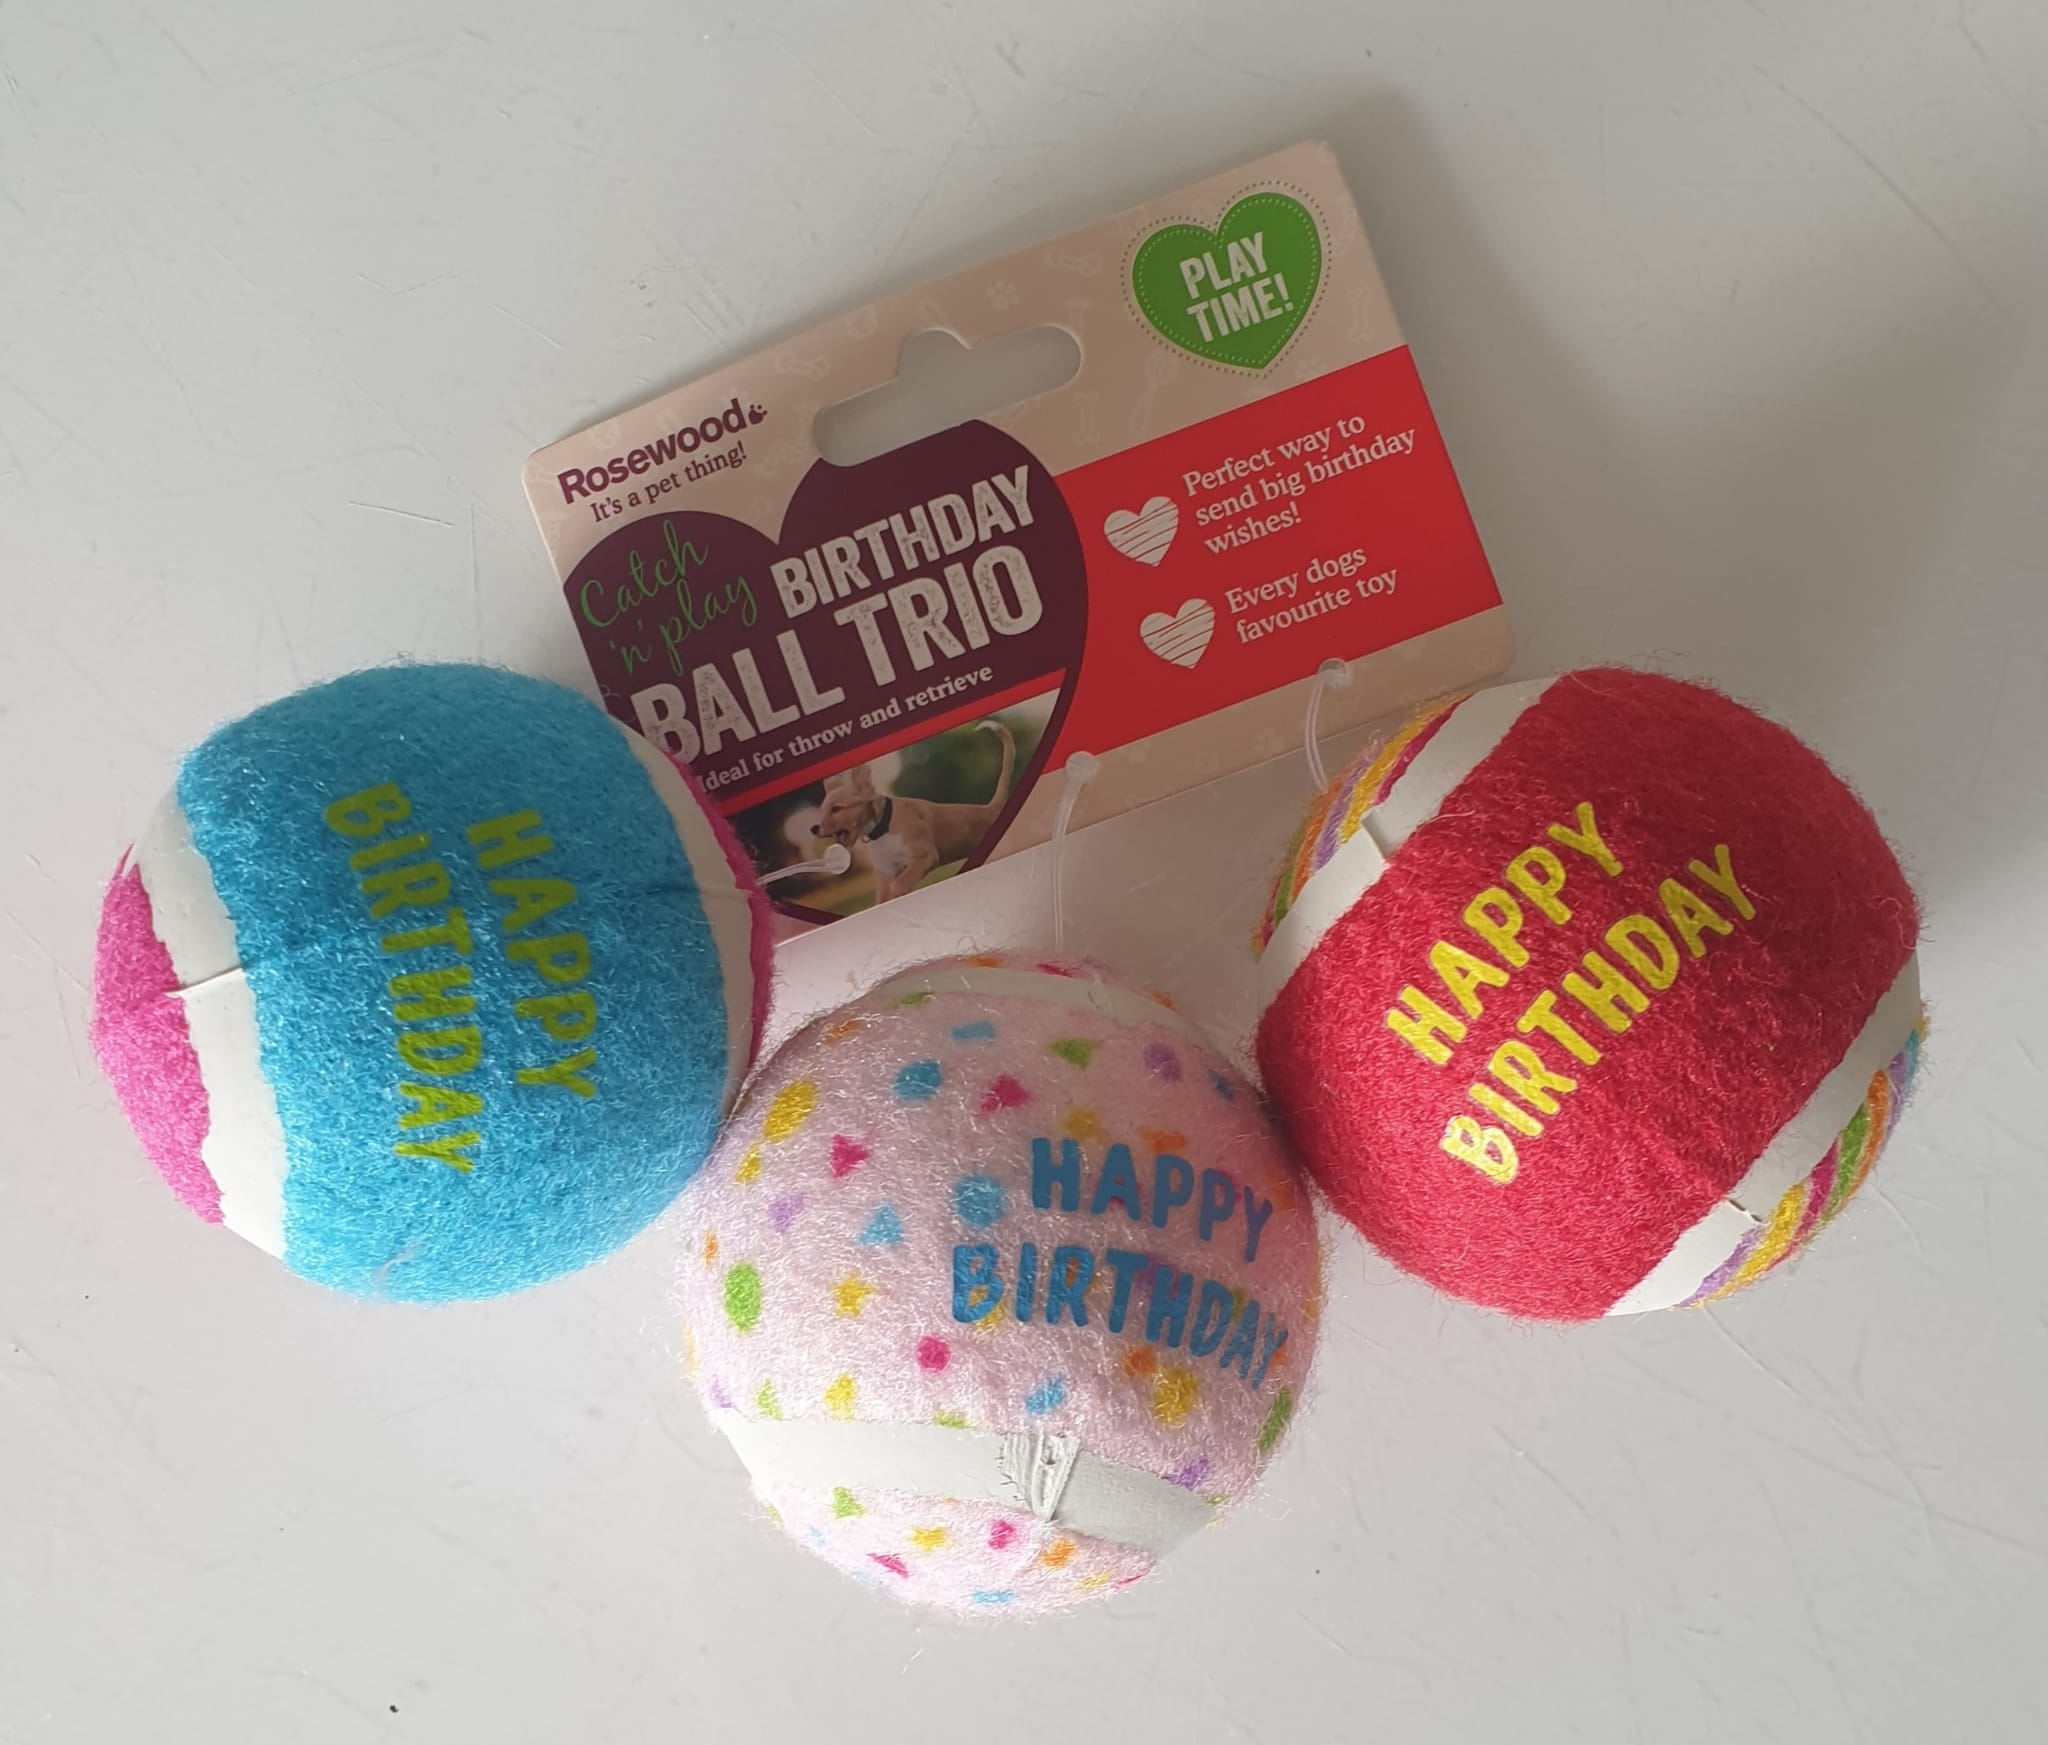 Rosewood
It's a pet thing!
PLAY
TIME!
Catch
'n' play
BIRTHDAY
BALL TRIO
Ideal for throw and retrieve
Perfect way to
send big birthday
wishes!
Every dogs
favourite toy
HAPPY
BIRTHDAY
HAPPY
BIRTHDAY
HAPPY
BIRTHDAY